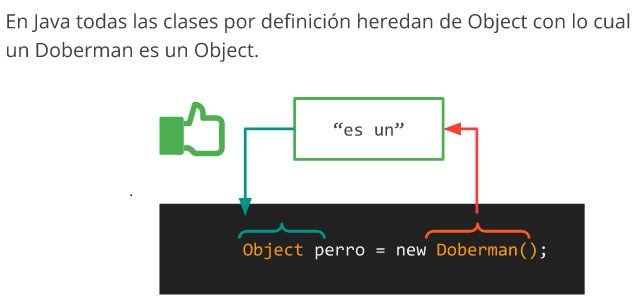 En Java todas las clases por definición heredan de Object con lo cual
un Doberman es un Object.
“es un”
.
Object perro = new Doberman();